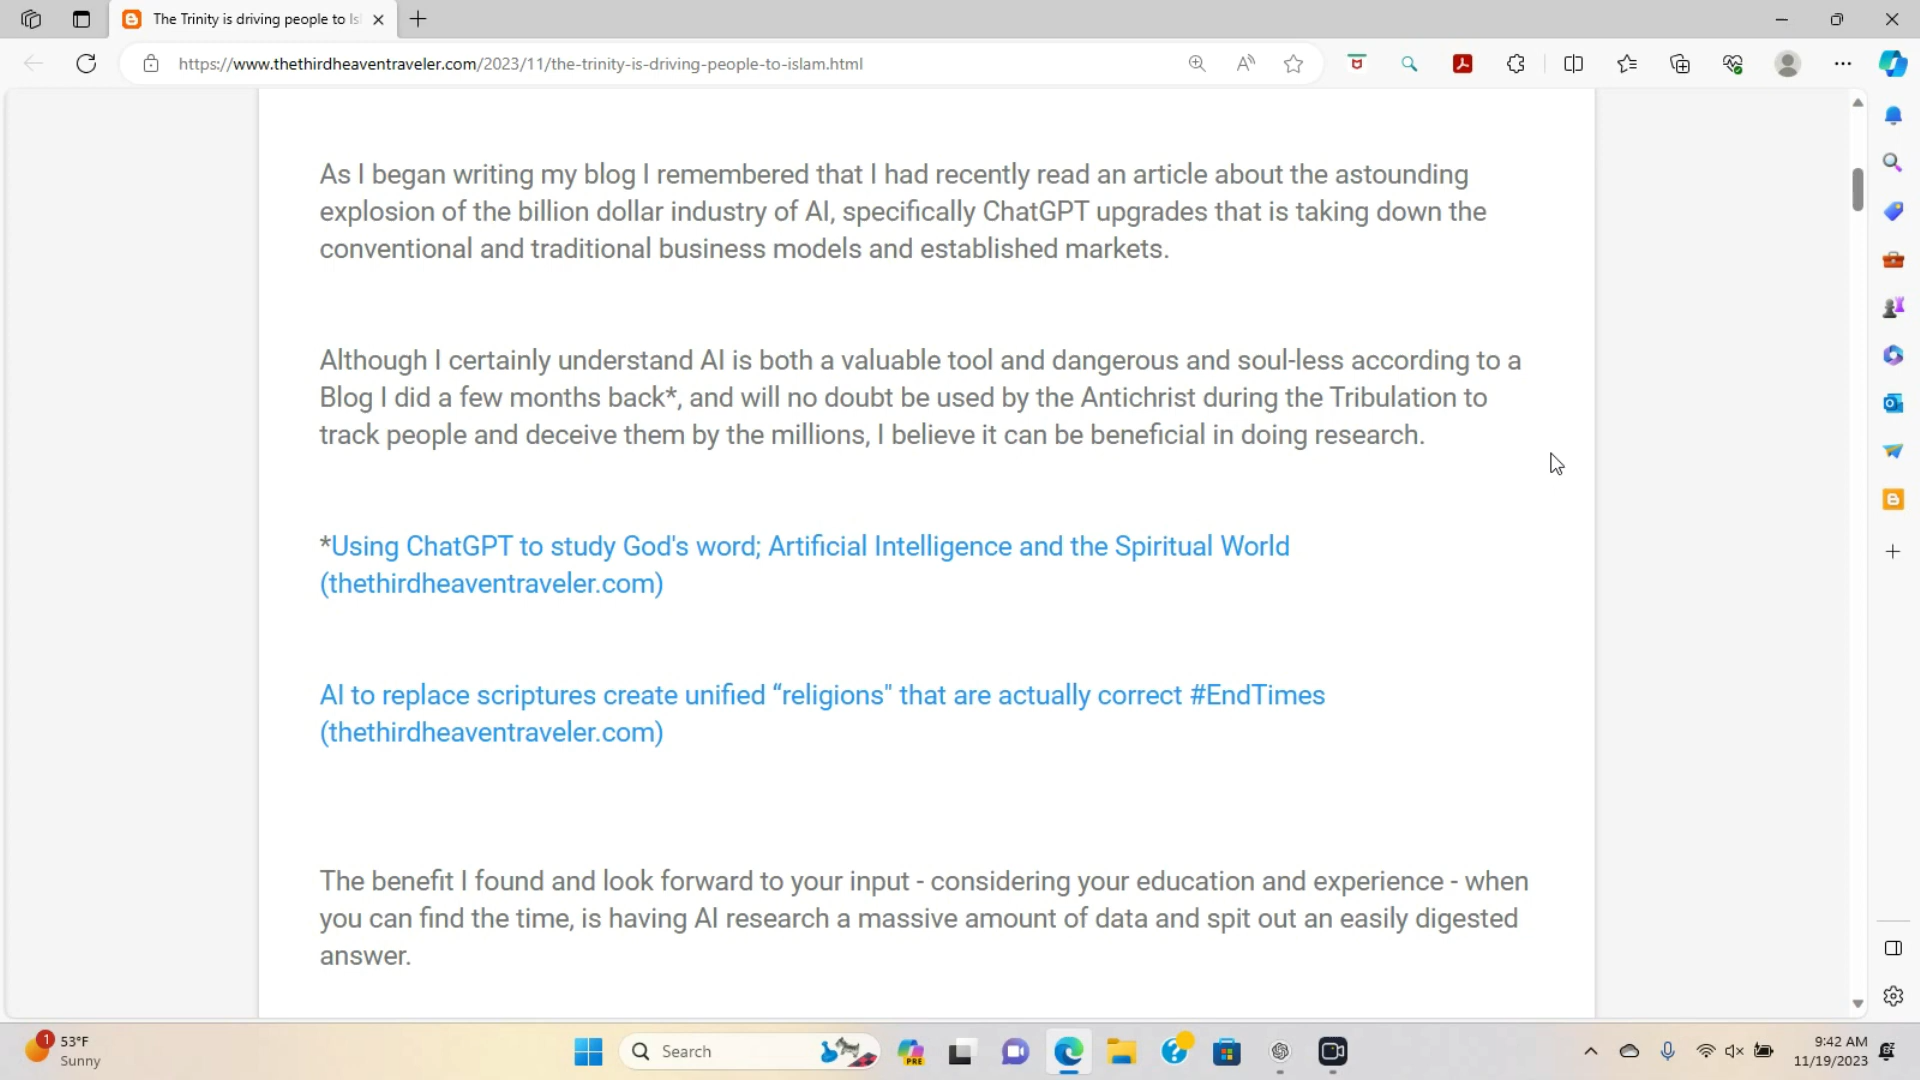 The Trinity is driving people to Is
https://www.thethirdheaventraveler.com/2023/11/the-trinity-is-driving-people-to-islam.html
As I began writing my blog I remembered that I had recently read an article about the astounding
explosion of the billion dollar industry of AI, specifically ChatGPT upgrades that is taking down the
conventional and traditional business models and established markets.
Although I certainly understand AI is both a valuable tool and dangerous and soul-less according to a
Blog I did a few months back*, and will no doubt be used by the Antichrist during the Tribulation to
track people and deceive them by the millions, I believe it can be beneficial in doing research.
*Using ChatGPT to study God's word; Artificial Intelligence and the Spiritual World
(thethirdheaventraveler.com)
AI to replace scriptures create unified “religions" that are actually correct #EndTimes
(thethirdheaventraveler.com)
The benefit I found and look forward to your input - considering your education and experience - when
you can find the time, is having AI research a massive amount of data and spit out an easily digested
answer.
1
53°F
Sunny
Search
PRE
9:42 AM
11/19/2023